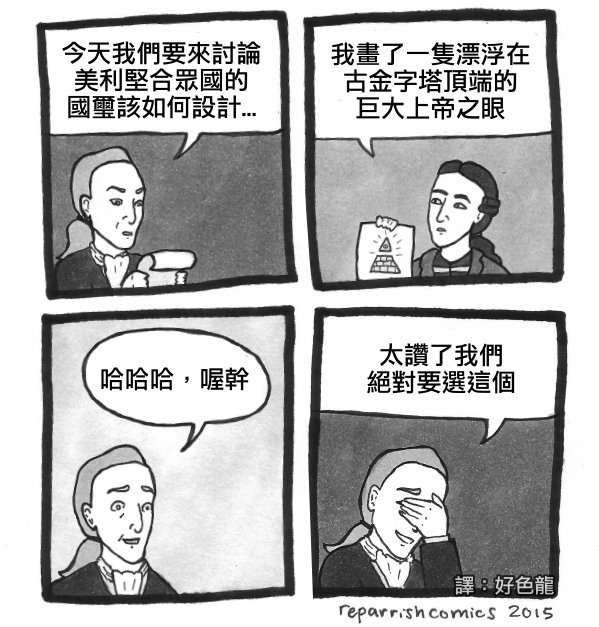 今天我們要來討論
美利堅合眾國的
國璽該如何設計...
我畫了一隻漂浮在
古金字塔頂端的
巨大上帝之眼
哈哈哈，喔幹
太讚了我們
絕對要選這個
譯：好色龍
reparrishcomics 2015